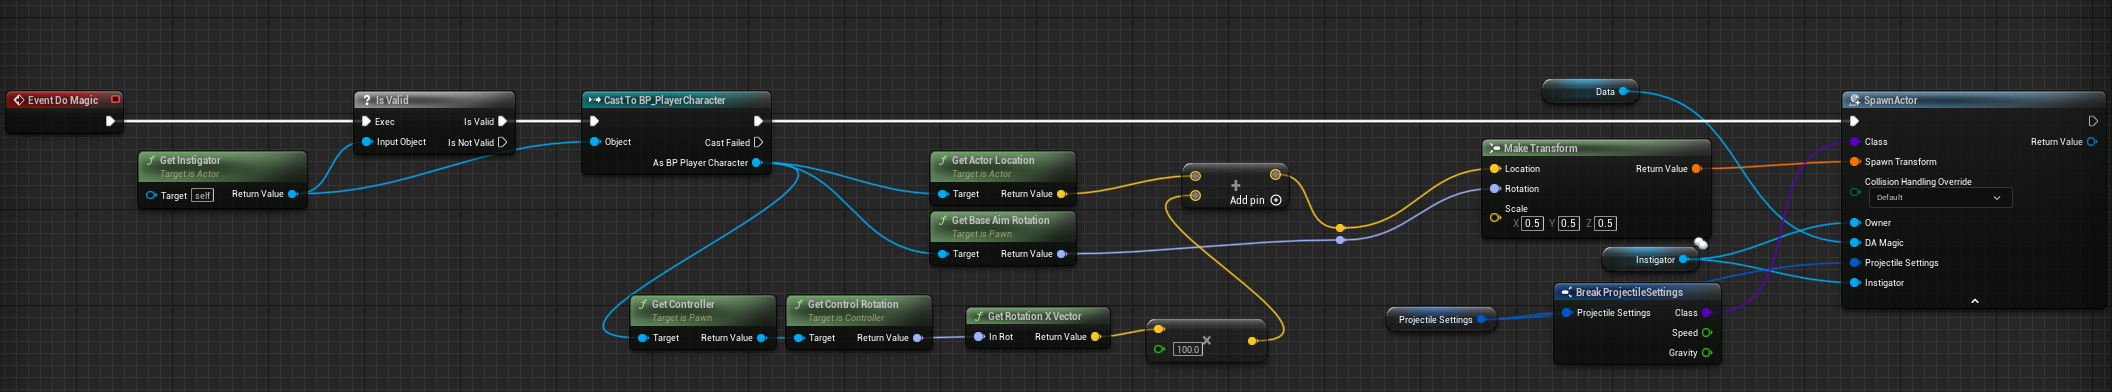 Event Do Magic
Get Instigator
Target is Actor
Target self Return Value
? Is Valid
Exec Is Valid
Input Object Is Not Valid
Cast To BP_PlayerCharacter
Object Cast Failed
As BP Player Character
Get Actor Location
Target is Actor
Target Return Value
Get Base Aim Rotation
Target is Pawn
Target Return Value
Get Controller
Target is Pawn
Target Return Value
Get Control Rotation
Target is Controller
Target Return Value
Get Rotation X Vector
In Rot Return Value
100.0 ×
+
Add pin
Data
Make Transform
Location Return Value
Rotation
Scale
X 0.5 Y 0.5 Z 0.5
Instigator
Projectile Settings
Break ProjectileSettings
Projectile Settings Class
Speed
Gravity
SpawnActor
Class Return Value
Spawn Transform
Collision Handling Override
Default
Owner
DA Magic
Projectile Settings
Instigator